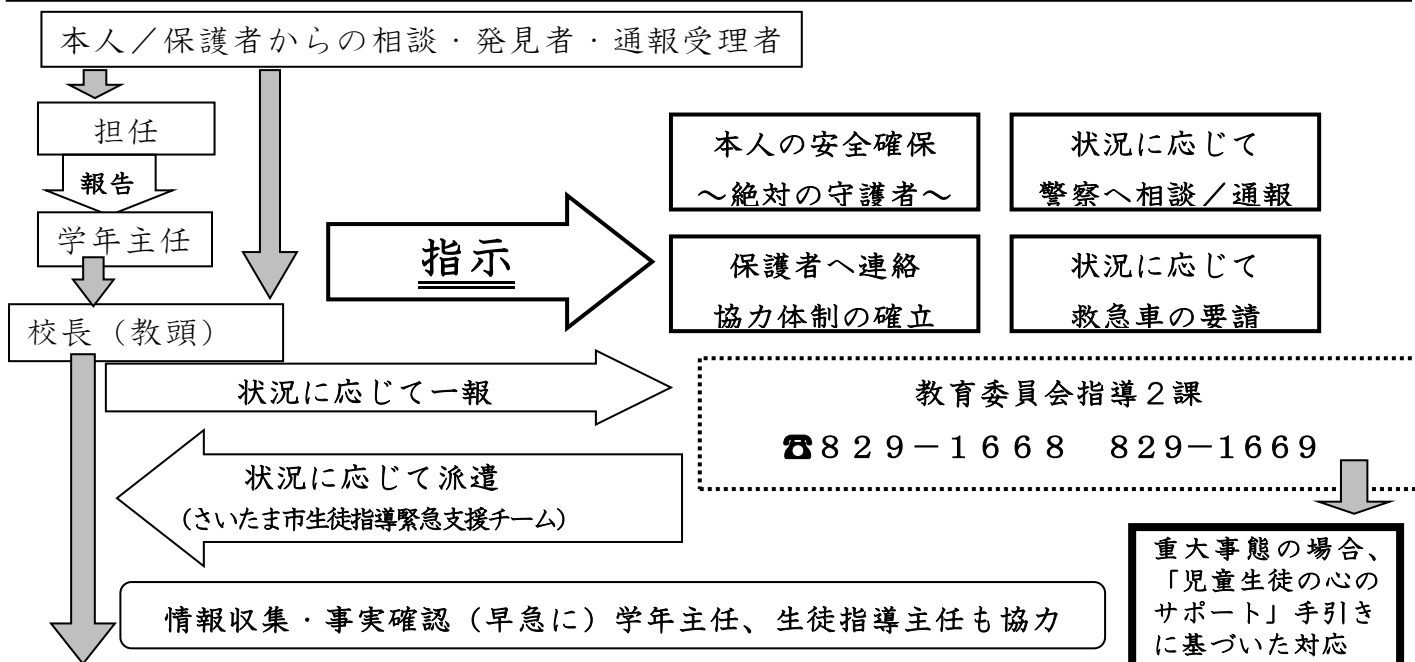 本人／保護者からの相談・発見者・通報受理者
担任
報告
学年主任
校長（教頭）
指示
本人の安全確保
～絶対の守護者～
状況に応じて
警察へ相談／通報
保護者へ連絡
協力体制の確立
状況に応じて
救急車の要請
状況に応じて一報
教育委員会指導２課
☎８２９－１６６８　829－1669
状況に応じて派遣
（さいたま市生徒指導緊急支援チーム）
重大事態の場合、
「児童生徒の心の
サポート」手引き
に基づいた対応
情報収集・事実確認（早急に）学年主任、生徒指導主任も協力